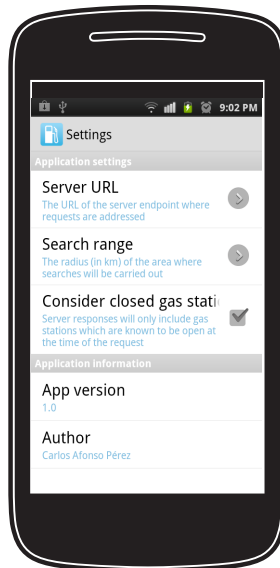 9:02 PM
Settings
Application settings
Server URL
The URL of the server endpoint where
requests are addressed
Search range
The radius (in km) of the area where
searches will be carried out
Consider closed gas stati
Server responses will only include gas
stations which are known to be open at
the time of the request
Application information
App version
1.0
Author
Carlos Afonso Pérez